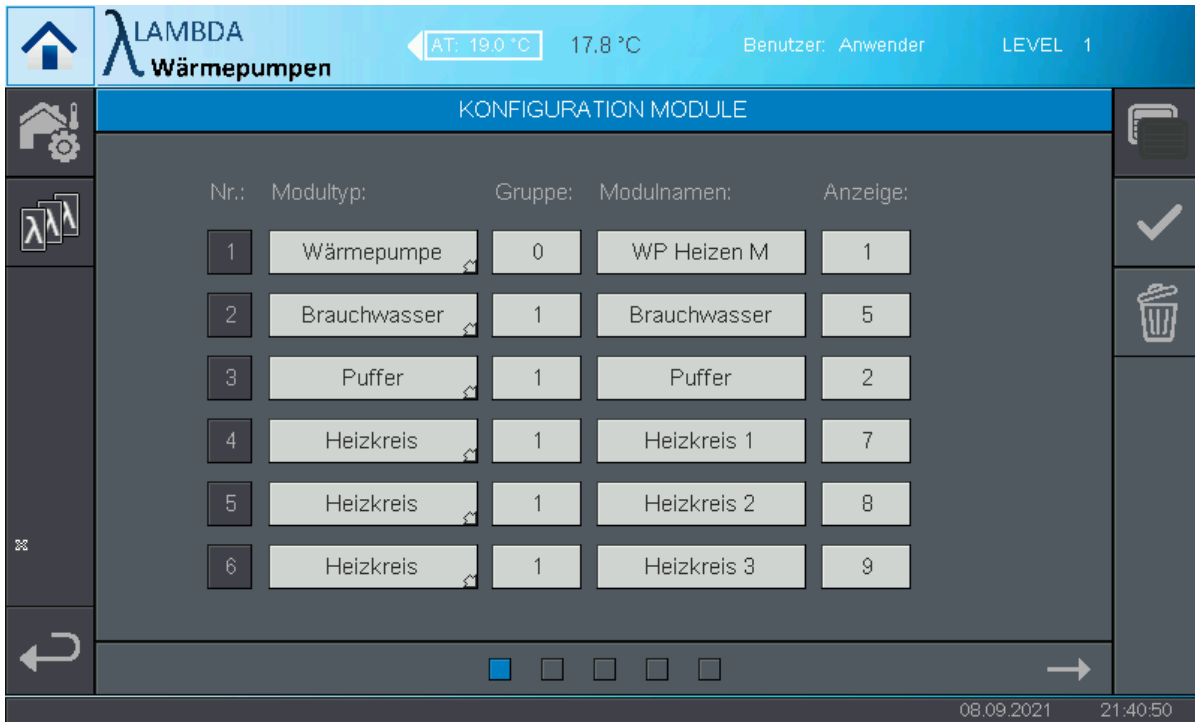 LAMBDA
Wärmepumpen
AT: 19.0 °C 17.8 °C Benutzer: Anwender LEVEL 1
KONFIGURATION MODULE
Nr.: Modultyp: Gruppe: Modulnamen: Anzeige:
1 Wärmepumpe 0 WP Heizen M 1
2 Brauchwasser 1 Brauchwasser 5
3 Puffer 1 Puffer 2
4 Heizkreis 1 Heizkreis 1 7
5 Heizkreis 1 Heizkreis 2 8
6 Heizkreis 1 Heizkreis 3 9
08.09.2021 21:40:50